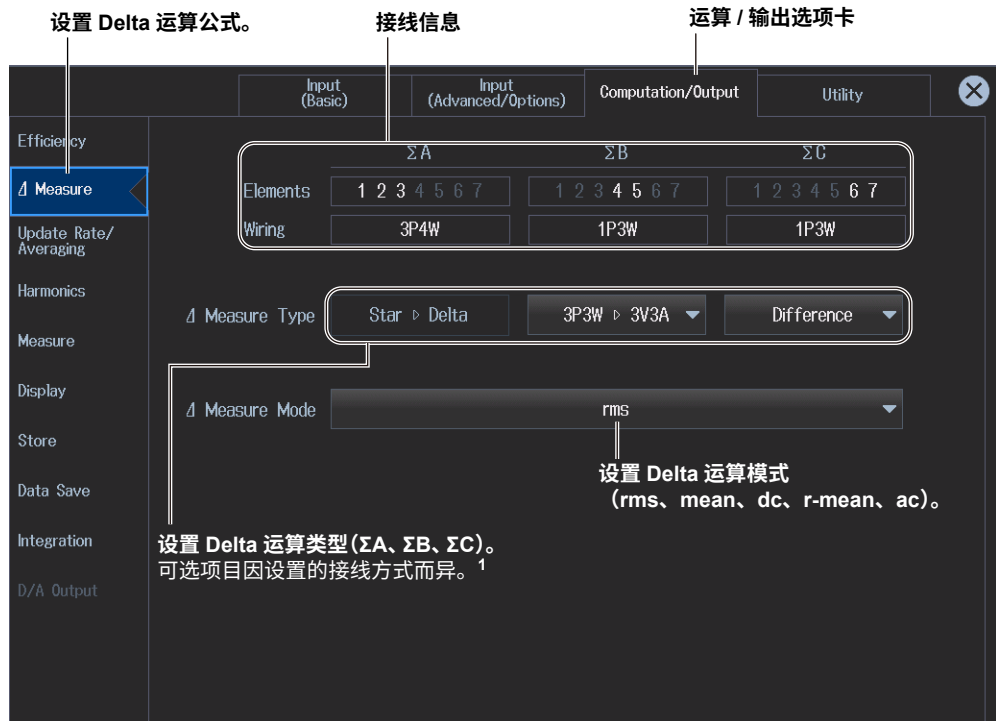 设置 Delta 运算公式。
接线信息
运算 / 输出选项卡
Input
(Basic)
Input
(Advanced/Options)
Computation/Output
Utility
Efficiency
ΣA
ΣB
ΣC
Δ Measure
Elements
1 2 3 4 5 6 7
1 2 3 4 5 6 7
1 2 3 4 5 6 7
Update Rate/
Averaging
Wiring
3P4W
1P3W
1P3W
Harmonics
Δ Measure Type
Star ▷ Delta
3P3W ▷ 3V3A
Difference
Measure
Display
Δ Measure Mode
rms
Store
设置 Delta 运算模式
（rms、mean、dc、r-mean、ac）。
Data Save
Integration
设置 Delta 运算类型（ΣA、ΣB、ΣC）。
可选项目因设置的接线方式而异。1
D/A Output